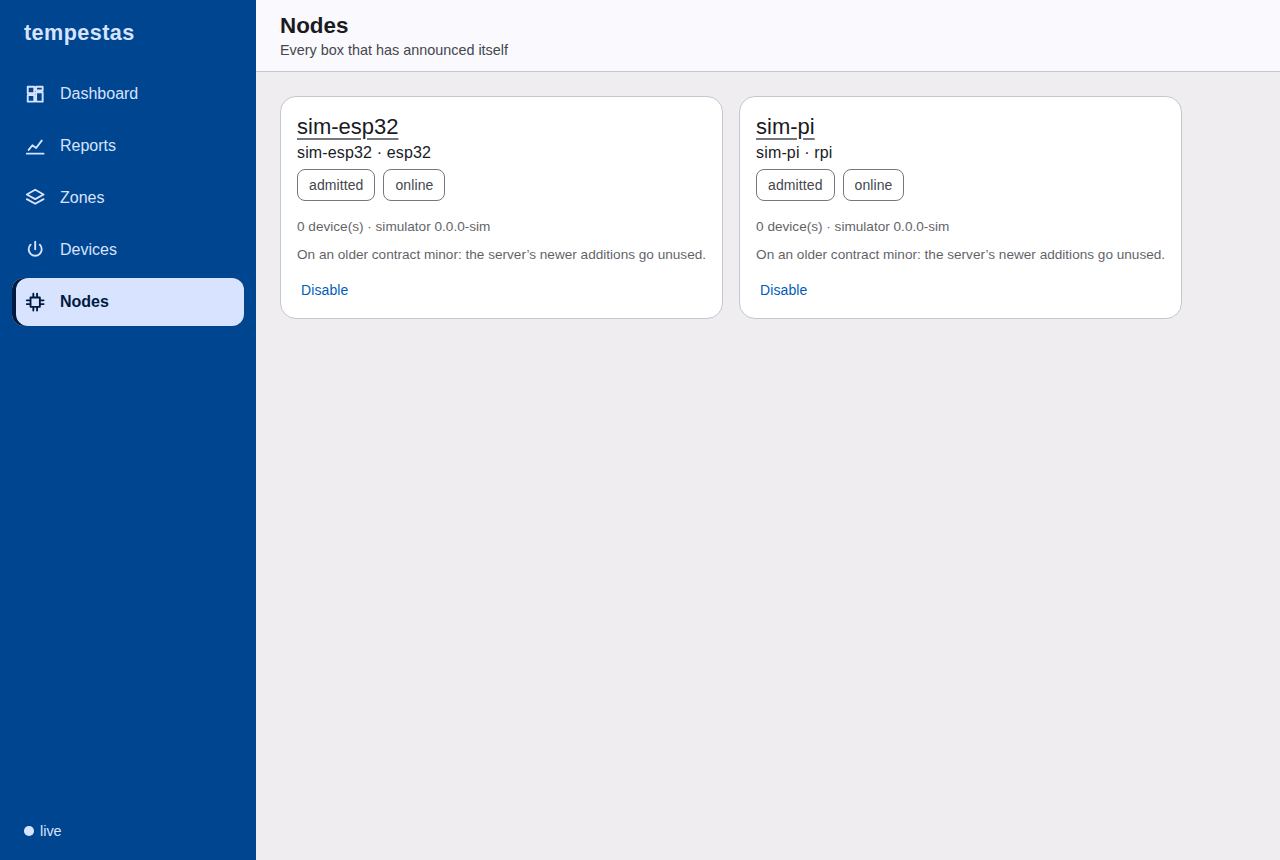 tempestas
Dashboard
Reports
Zones
Devices
Nodes
live
Nodes
Every box that has announced itself
sim-esp32
sim-esp32 · esp32
admitted online
0 device(s) · simulator 0.0.0-sim
On an older contract minor: the server’s newer additions go unused.
Disable
sim-pi
sim-pi · rpi
admitted online
0 device(s) · simulator 0.0.0-sim
On an older contract minor: the server’s newer additions go unused.
Disable